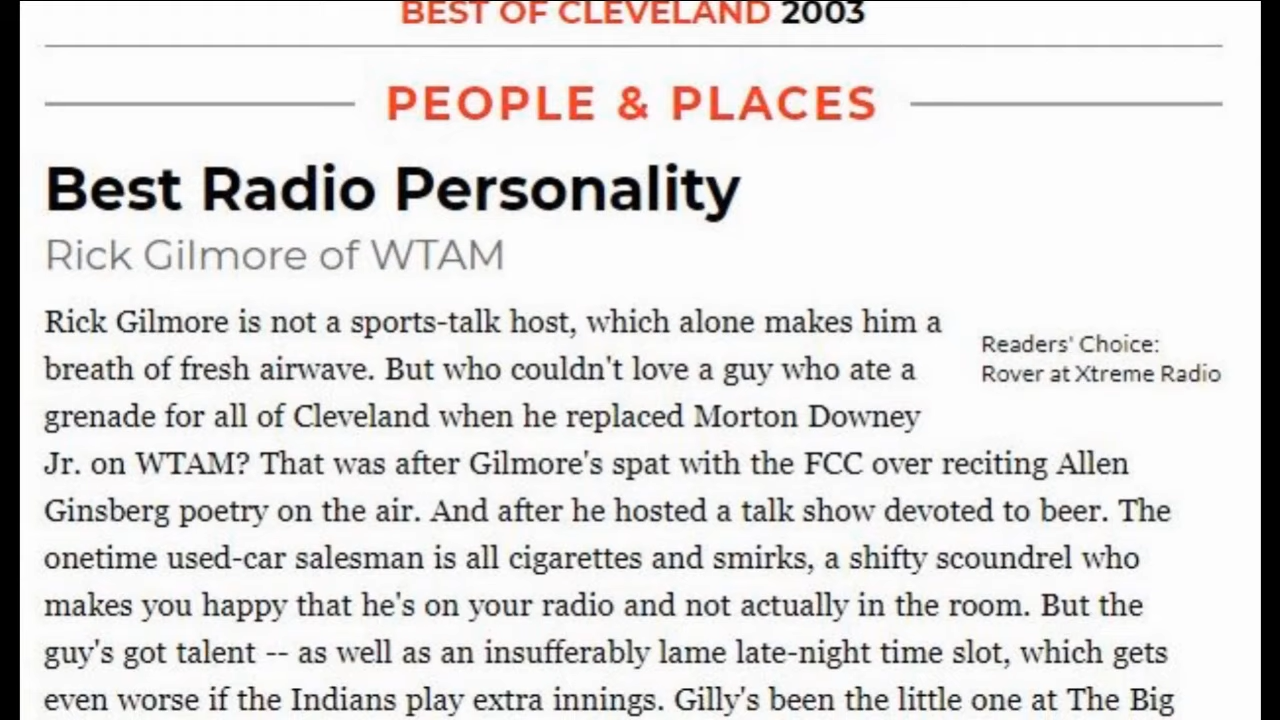 BEST OF CLEVELAND 2003
PEOPLE & PLACES
Best Radio Personality
Rick Gilmore of WTAM
Rick Gilmore is not a sports-talk host, which alone makes him a
breath of fresh airwave. But who couldn't love a guy who ate a
grenade for all of Cleveland when he replaced Morton Downey
Jr. on WTAM? That was after Gilmore's spat with the FCC over reciting Allen
Ginsberg poetry on the air. And after he hosted a talk show devoted to beer. The
onetime used-car salesman is all cigarettes and smirks, a shifty scoundrel who
makes you happy that he's on your radio and not actually in the room. But the
guy's got talent -- as well as an insufferably lame late-night time slot, which gets
even worse if the Indians play extra innings. Gilly's been the little one at The Big
Readers' Choice:
Rover at Xtreme Radio